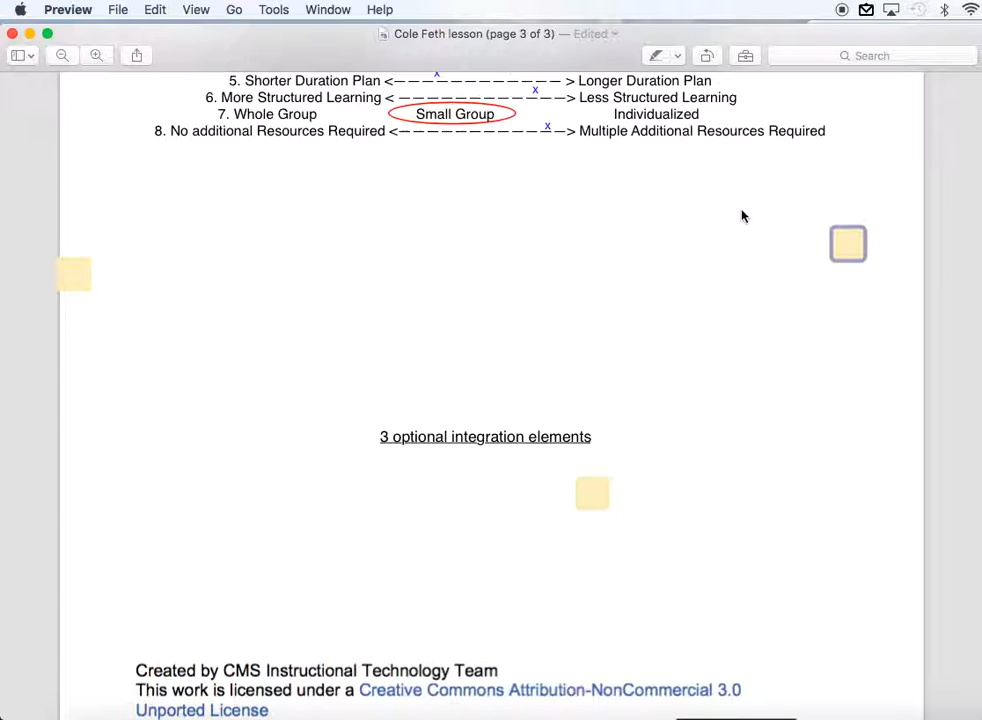 Preview File Edit View Go Tools Window Help
Cole Feth lesson (page 3 of 3) — Edited
Search
x
5. Shorter Duration Plan <— — — — — — — — — — — — > Longer Duration Plan
x
6. More Structured Learning < — — — — — — — — — — — —> Less Structured Learning
7. Whole Group Small Group Individualized
x
8. No additional Resources Required <— — — — — — — — — — — —> Multiple Additional Resources Required
3 optional integration elements
Created by CMS Instructional Technology Team
This work is licensed under a Creative Commons Attribution-NonCommercial 3.0
Unported License